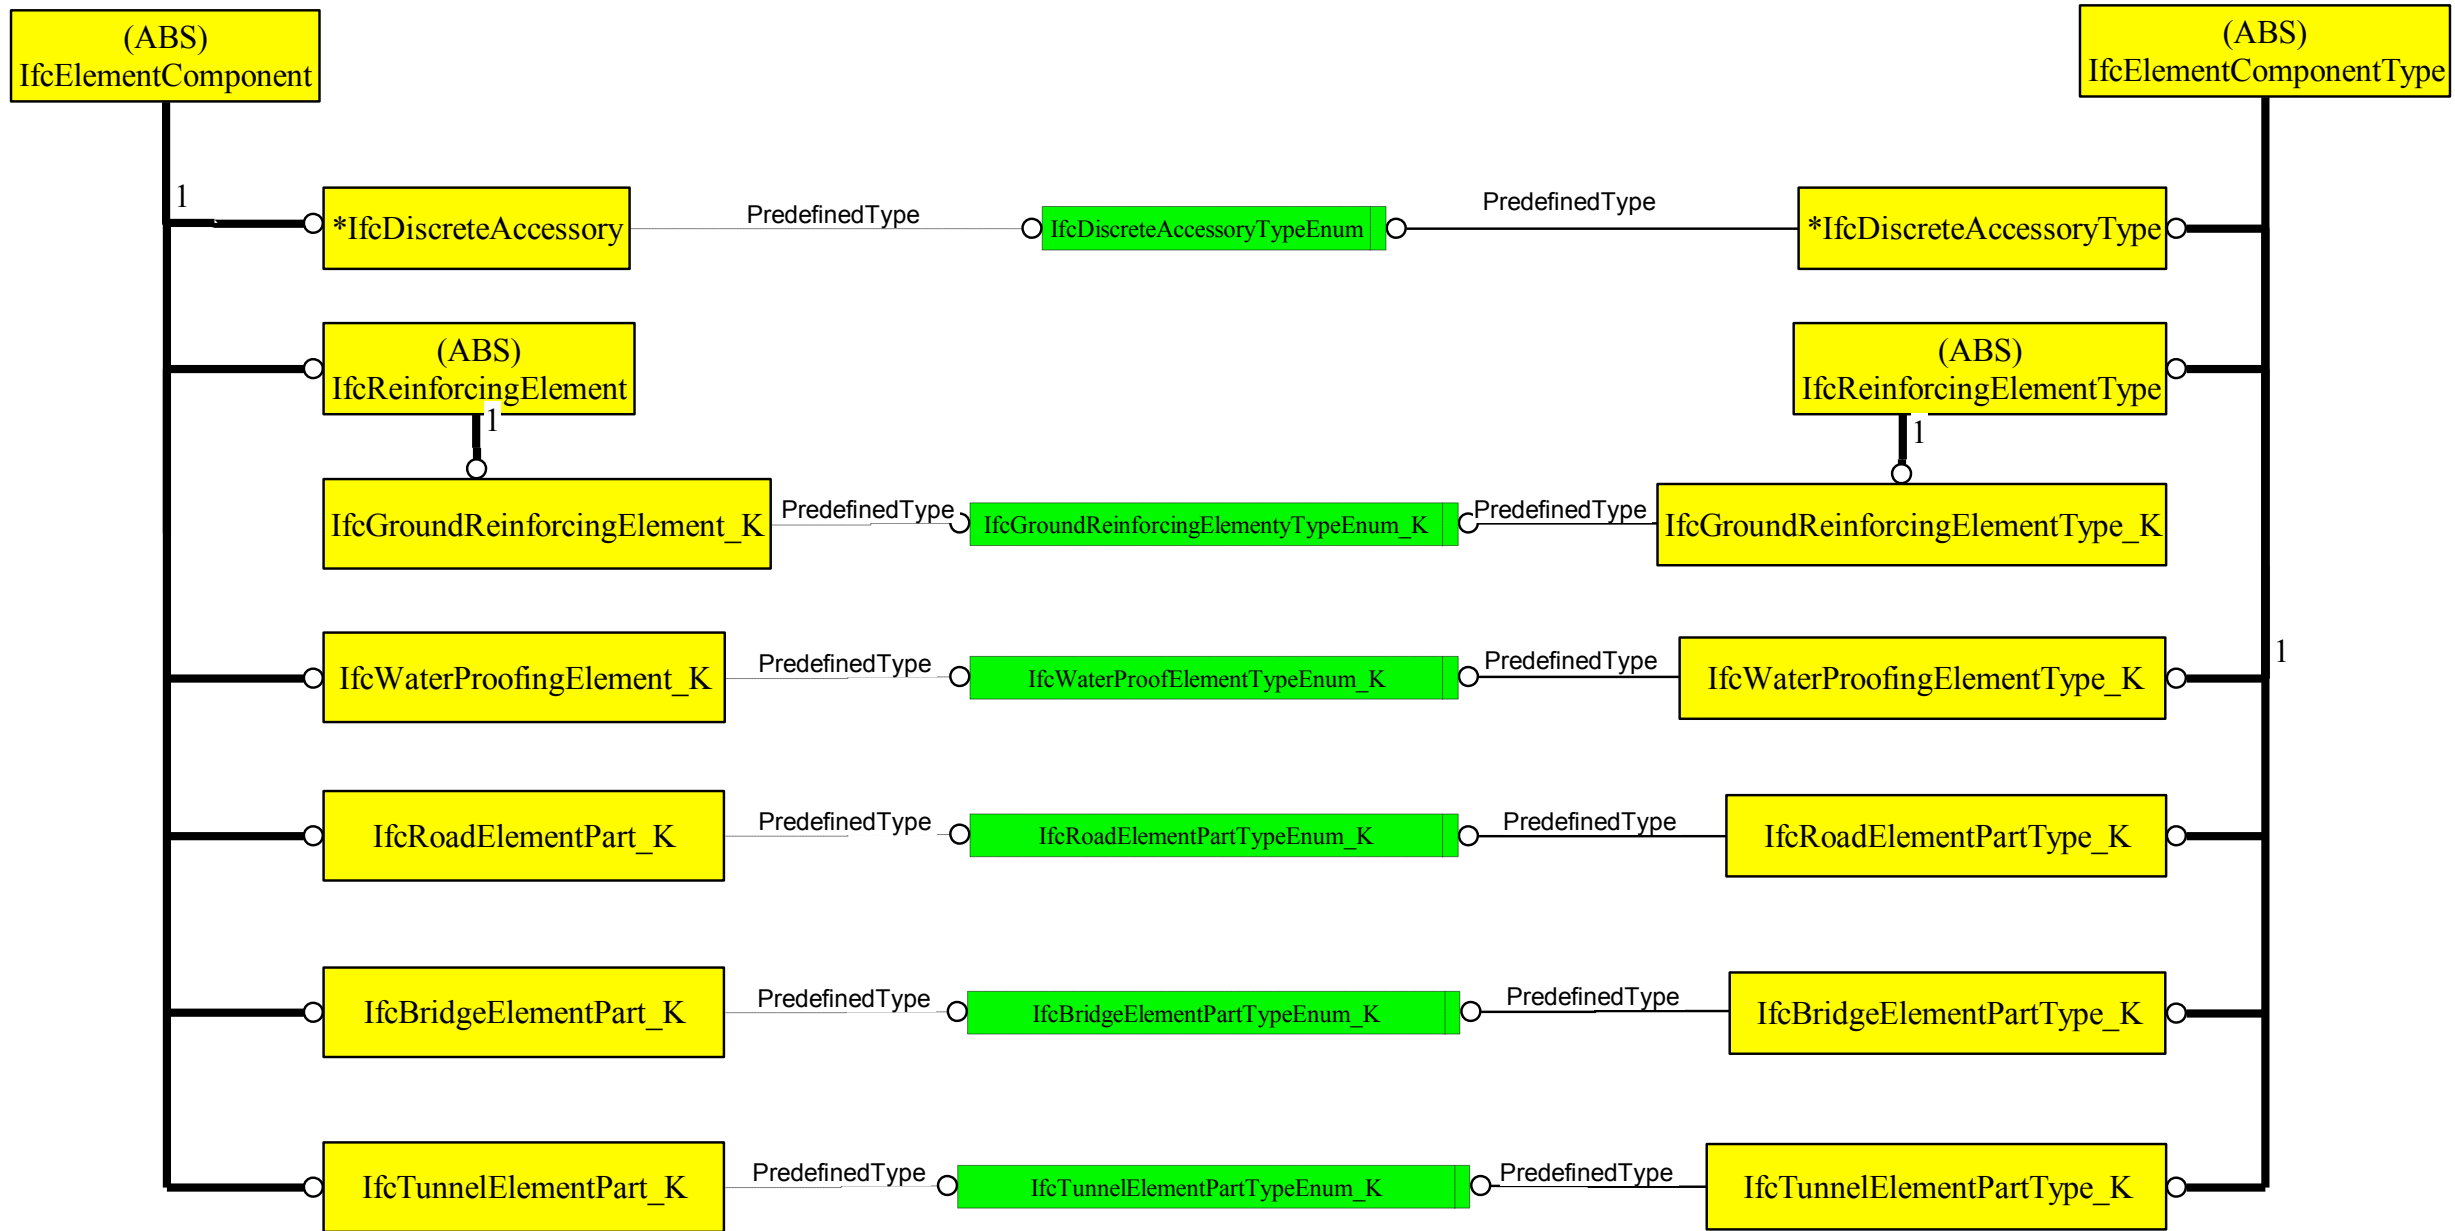 (ABS)
IfcElementComponent
(ABS)
IfcElementComponentType
1
*IfcDiscreteAccessory
PredefinedType
IfcDiscreteAccessoryTypeEnum
PredefinedType
*IfcDiscreteAccessoryType
(ABS)
IfcReinforcingElement
1
(ABS)
IfcReinforcingElementType
1
IfcGroundReinforcingElement_K
PredefinedType
IfcGroundReinforcingElementyTypeEnum_K
PredefinedType
IfcGroundReinforcingElementType_K
IfcWaterProofingElement_K
PredefinedType
IfcWaterProofElementTypeEnum_K
PredefinedType
IfcWaterProofingElementType_K
1
IfcRoadElementPart_K
PredefinedType
IfcRoadElementPartTypeEnum_K
PredefinedType
IfcRoadElementPartType_K
IfcBridgeElementPart_K
PredefinedType
IfcBridgeElementPartTypeEnum_K
PredefinedType
IfcBridgeElementPartType_K
IfcTunnelElementPart_K
PredefinedType
IfcTunnelElementPartTypeEnum_K
PredefinedType
IfcTunnelElementPartType_K